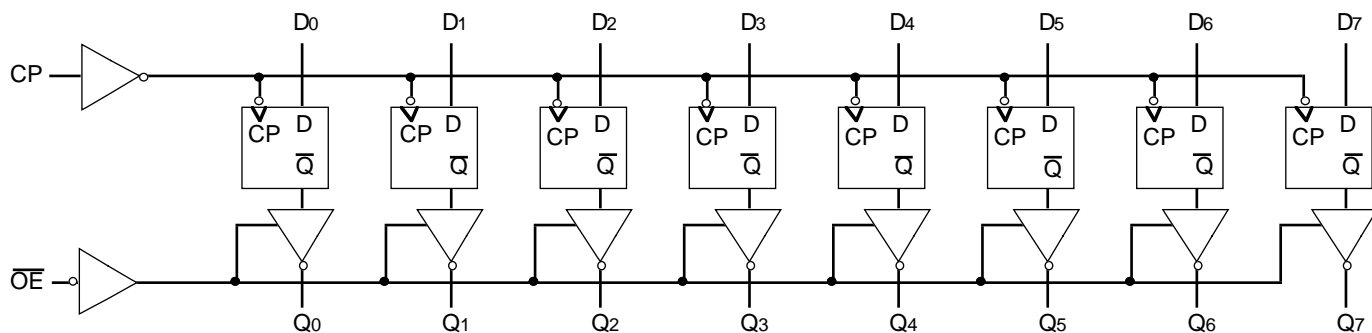 D0 D1 D2 D3 D4 D5 D6 D7
CP
CP D CP D CP D CP D CP D CP D CP D CP D
Q̅ Q̅ Q̅ Q̅ Q̅ Q̅ Q̅ Q̅
O̅E̅
Q0 Q1 Q2 Q3 Q4 Q5 Q6 Q7